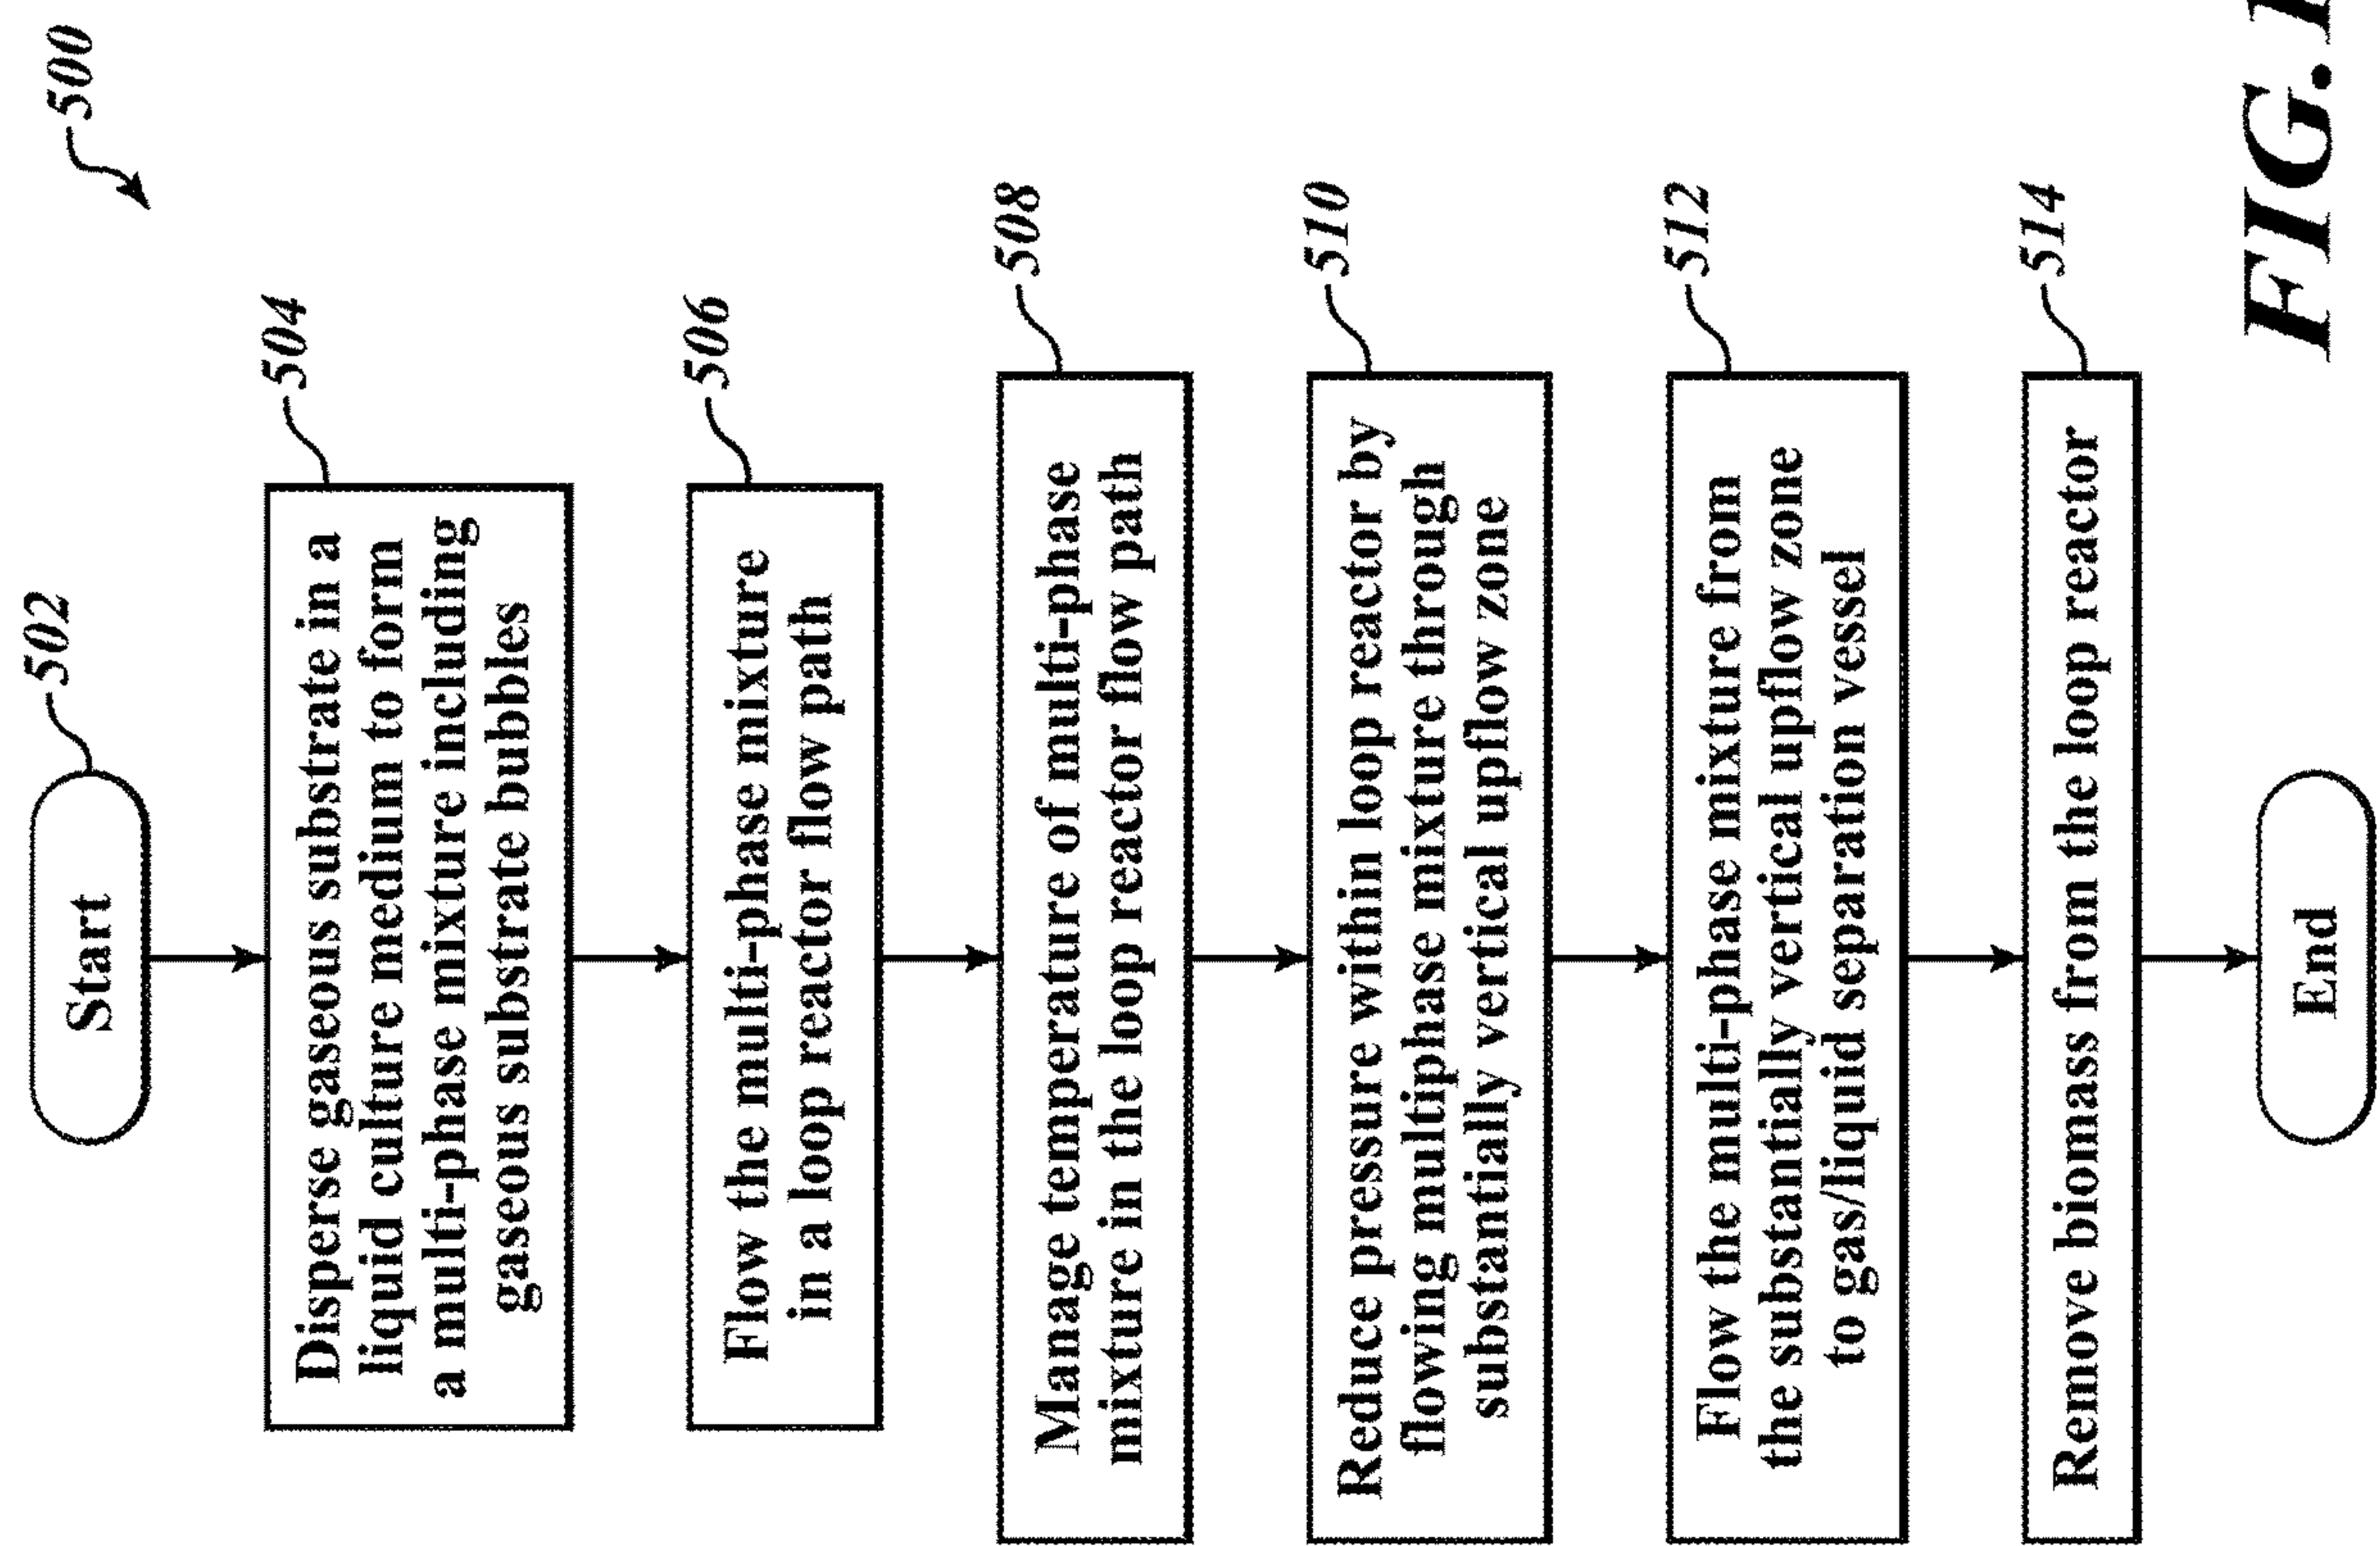 500
502
Start
504
Disperse gaseous substrate in a
liquid culture medium to form
a multi-phase mixture including
gaseous substrate bubbles
506
Flow the multi-phase mixture
in a loop reactor flow path
508
Manage temperature of multi-phase
mixture in the loop reactor flow path
510
Reduce pressure within loop reactor by
flowing multiphase mixture through
substantially vertical upflow zone
512
Flow the multi-phase mixture from
the substantially vertical upflow zone
to gas/liquid separation vessel
514
Remove biomass from the loop reactor
End
FIG.